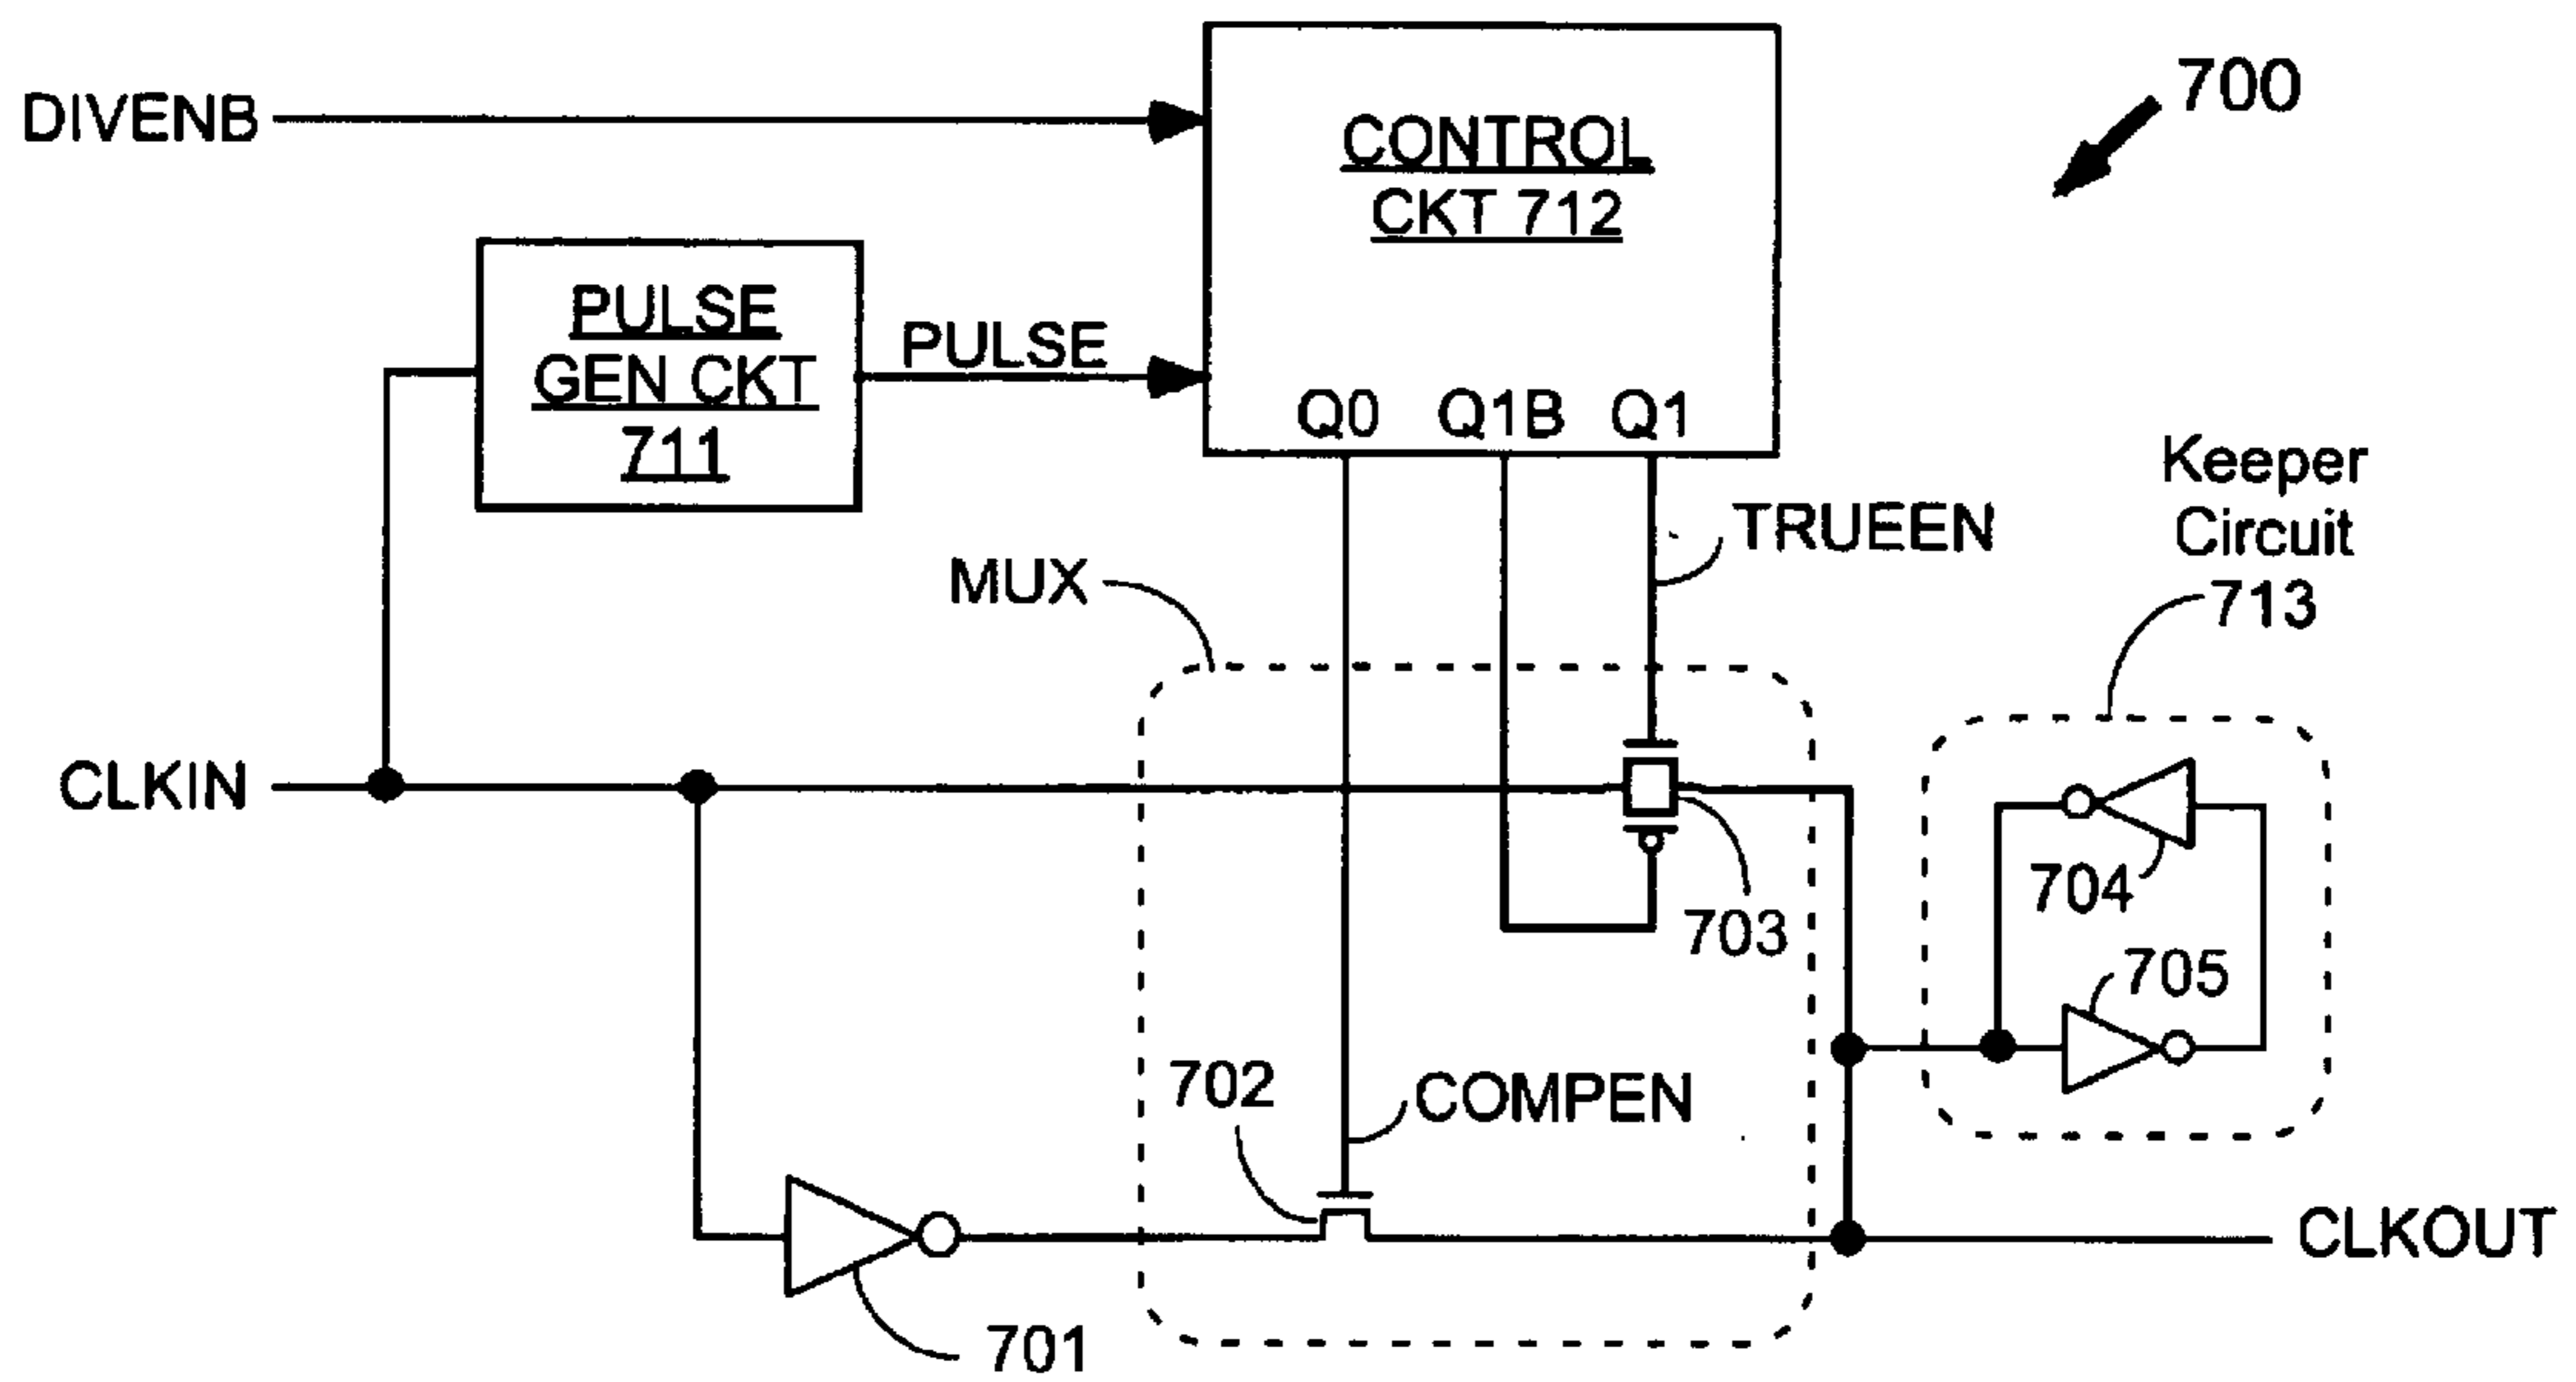 700
DIVENB
CONTROL
CKT 712
PULSE
GEN CKT
711
PULSE
Q0 Q1B Q1
Keeper
Circuit
713
TRUEEN
MUX
CLKIN
704
703
705
702
COMPEN
CLKOUT
701